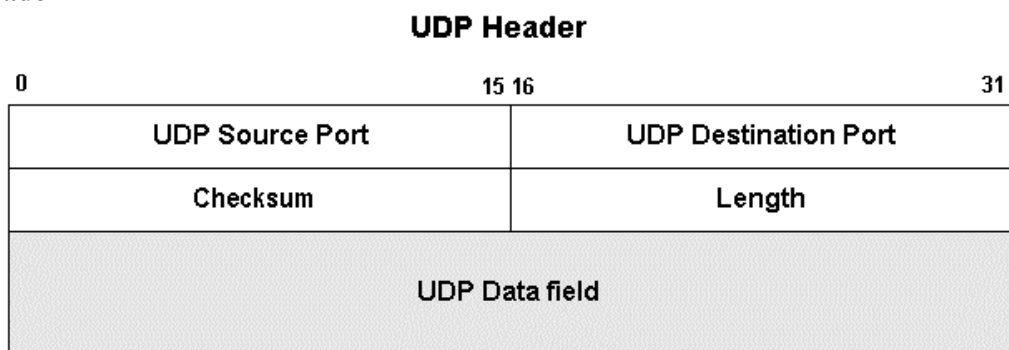 UDP Header
0 15 16 31
UDP Source Port UDP Destination Port
Checksum Length
UDP Data field